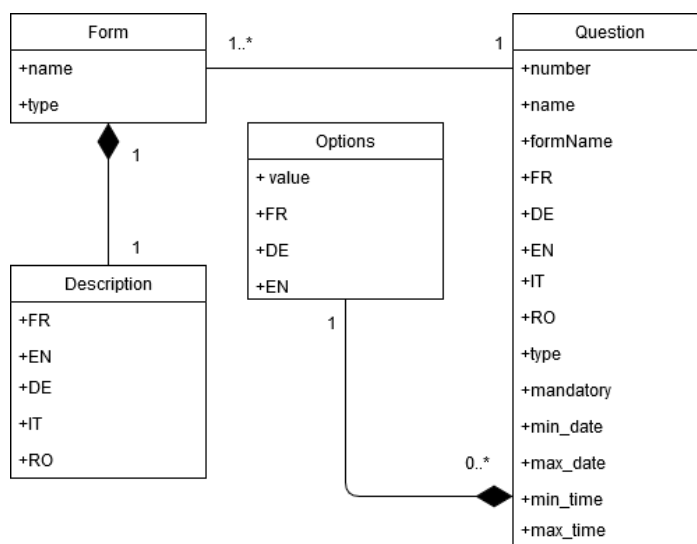 Form
+name
+type
1..*
1
Question
+number
+name
+formName
+FR
+DE
+EN
+IT
+RO
+type
+mandatory
+min_date
+max_date
+min_time
+max_time
Options
+ value
+FR
+DE
+EN
1
0..*
1
1
Description
+FR
+EN
+DE
+IT
+RO